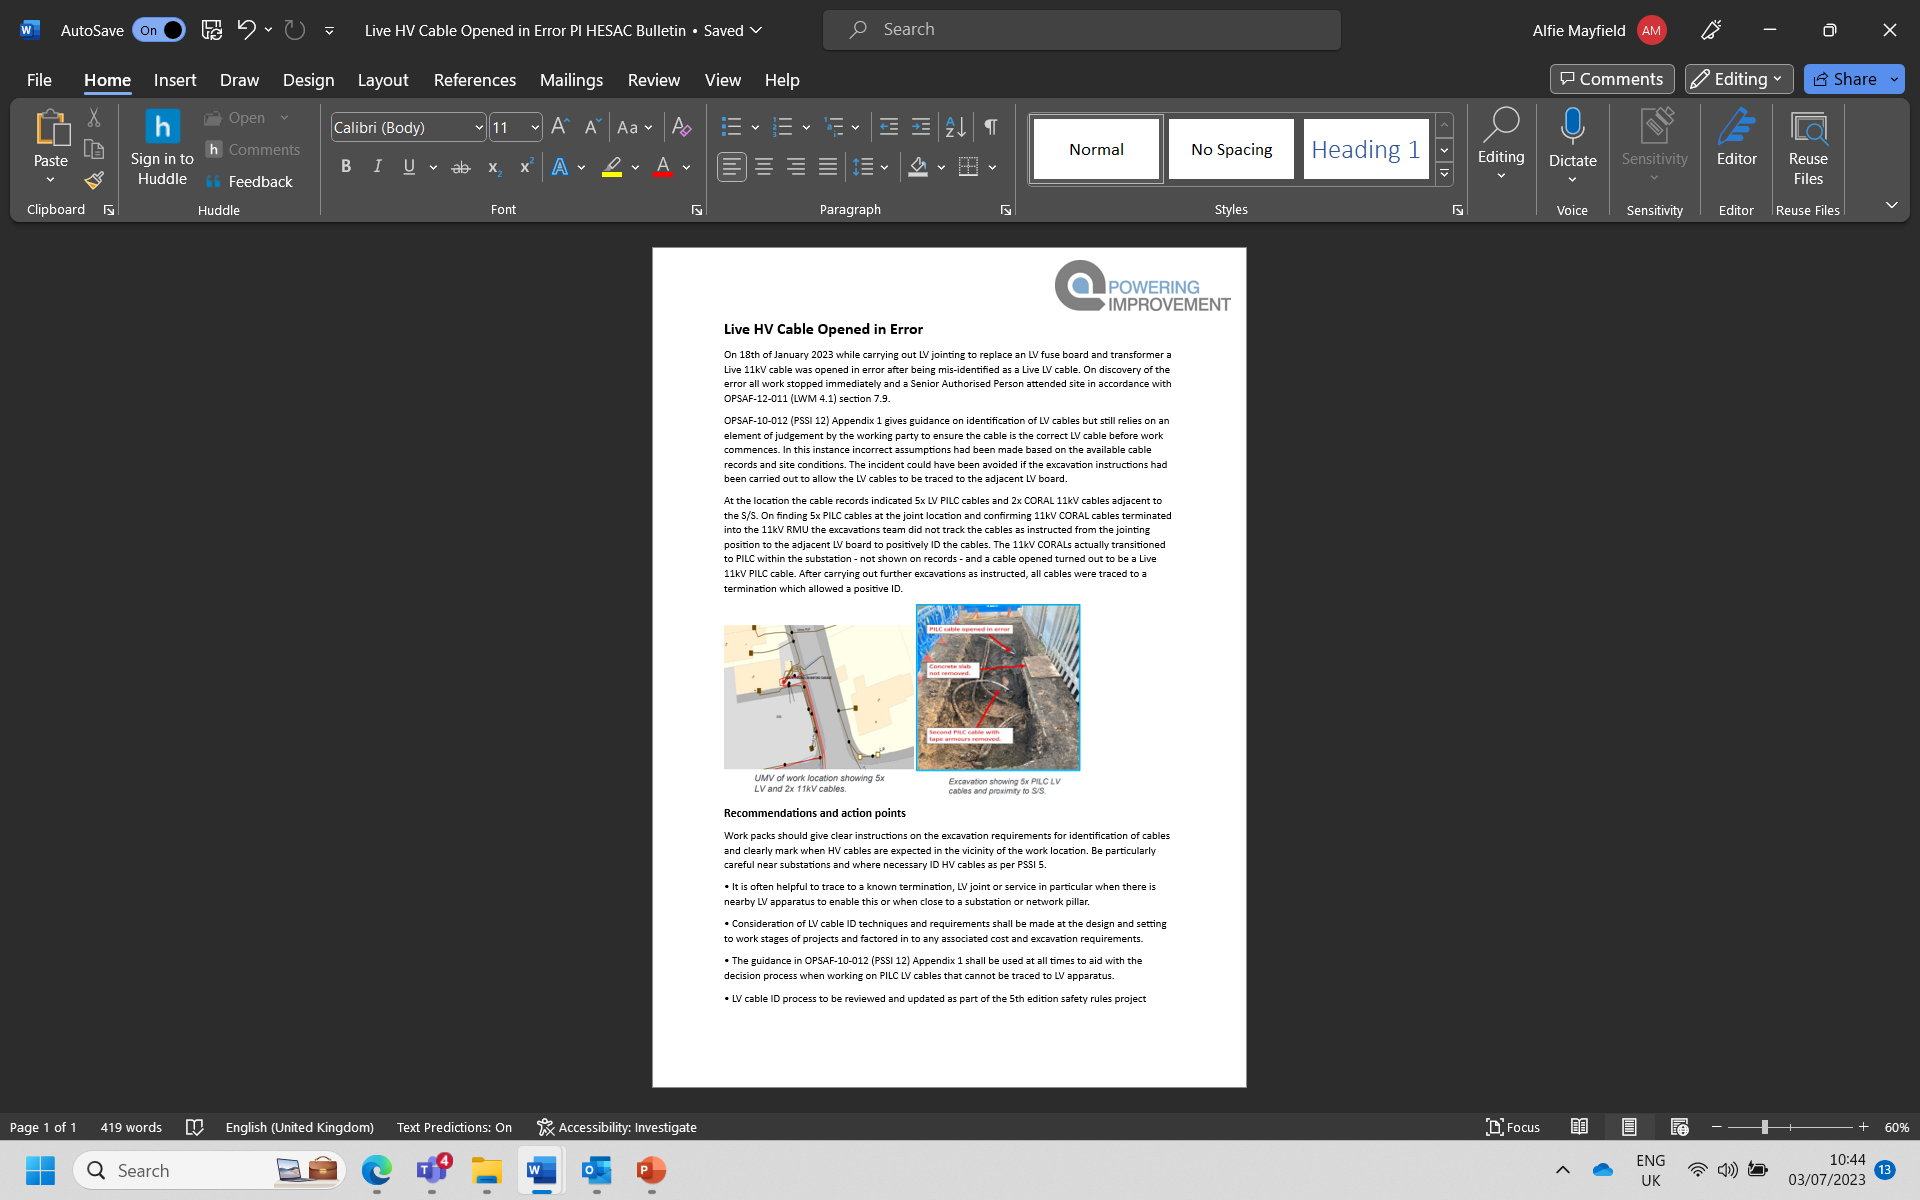 AutoSave On Live HV Cable Opened in Error PI HESAC Bulletin • Saved Search Alfie Mayfield AM
File Home Insert Draw Design Layout References Mailings Review View Help Comments Editing Share
Paste
Clipboard
Sign in to
Huddle
Open
Comments
Feedback
Huddle
Calibri (Body) 11
Font
Paragraph
Normal No Spacing Heading 1
Styles
Editing
Dictate
Voice
Sensitivity
Sensitivity
Editor
Editor
Reuse
Files
Reuse Files
POWERING
IMPROVEMENT
Live HV Cable Opened in Error
On 18th of January 2023 while carrying out LV jointing to replace an LV fuse board and transformer a
Live 11kV cable was opened in error after being mis-identified as a Live LV cable. On discovery of the
error all work stopped immediately and a Senior Authorised Person attended site in accordance with
OPSAF-12-011 (LWM 4.1) section 7.9.
OPSAF-10-012 (PSSI 12) Appendix 1 gives guidance on identification of LV cables but still relies on an
element of judgement by the working party to ensure the cable is the correct LV cable before work
commences. In this instance incorrect assumptions had been made based on the available cable
records and site conditions. The incident could have been avoided if the excavation instructions had
been carried out to allow the LV cables to be traced to the adjacent LV board.
At the location the cable records indicated 5x LV PILC cables and 2x CORAL 11kV cables adjacent to
the S/S. On finding 5x PILC cables at the joint location and confirming 11kV CORAL cables terminated
into the 11kV RMU the excavations team did not track the cables as instructed from the jointing
position to the adjacent LV board to positively ID the cables. The 11kV CORALs actually transitioned
to PILC within the substation - not shown on records - and a cable opened turned out to be a Live
11kV PILC cable. After carrying out further excavations as instructed, all cables were traced to a
termination which allowed a positive ID.
PILC cable opened in error
Concrete slab
not removed.
Second PILC cable with
tape armours removed.
UMV of work location showing 5x
LV and 2x 11kV cables.
Excavation showing 5x PILC LV
cables and proximity to S/S.
Recommendations and action points
Work packs should give clear instructions on the excavation requirements for identification of cables
and clearly mark when HV cables are expected in the vicinity of the work location. Be particularly
careful near substations and where necessary ID HV cables as per PSSI 5.
• It is often helpful to trace to a known termination, LV joint or service in particular when there is
nearby LV apparatus to enable this or when close to a substation or network pillar.
• Consideration of LV cable ID techniques and requirements shall be made at the design and setting
to work stages of projects and factored in to any associated cost and excavation requirements.
• The guidance in OPSAF-10-012 (PSSI 12) Appendix 1 shall be used at all times to aid with the
decision process when working on PILC LV cables that cannot be traced to LV apparatus.
• LV cable ID process to be reviewed and updated as part of the 5th edition safety rules project
Page 1 of 1 419 words English (United Kingdom) Text Predictions: On Accessibility: Investigate Focus 60%
Search 4 ENG 10:44
UK 03/07/2023 13